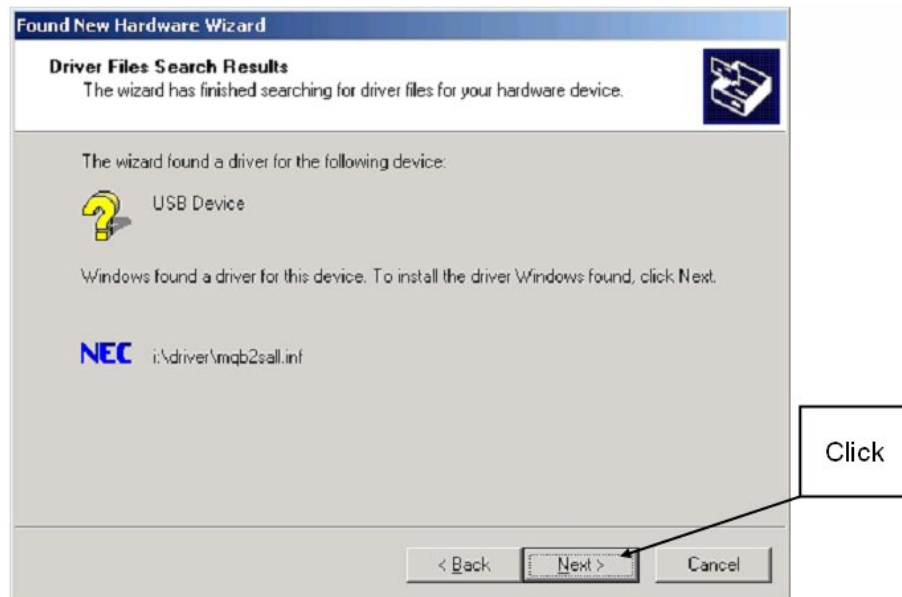 Found New Hardware Wizard
Driver Files Search Results
The wizard has finished searching for driver files for your hardware device.
The wizard found a driver for the following device:
USB Device
Windows found a driver for this device. To install the driver Windows found, click Next.
NEC i:\driver\mqb2sall.inf
Click
< Back Next > Cancel